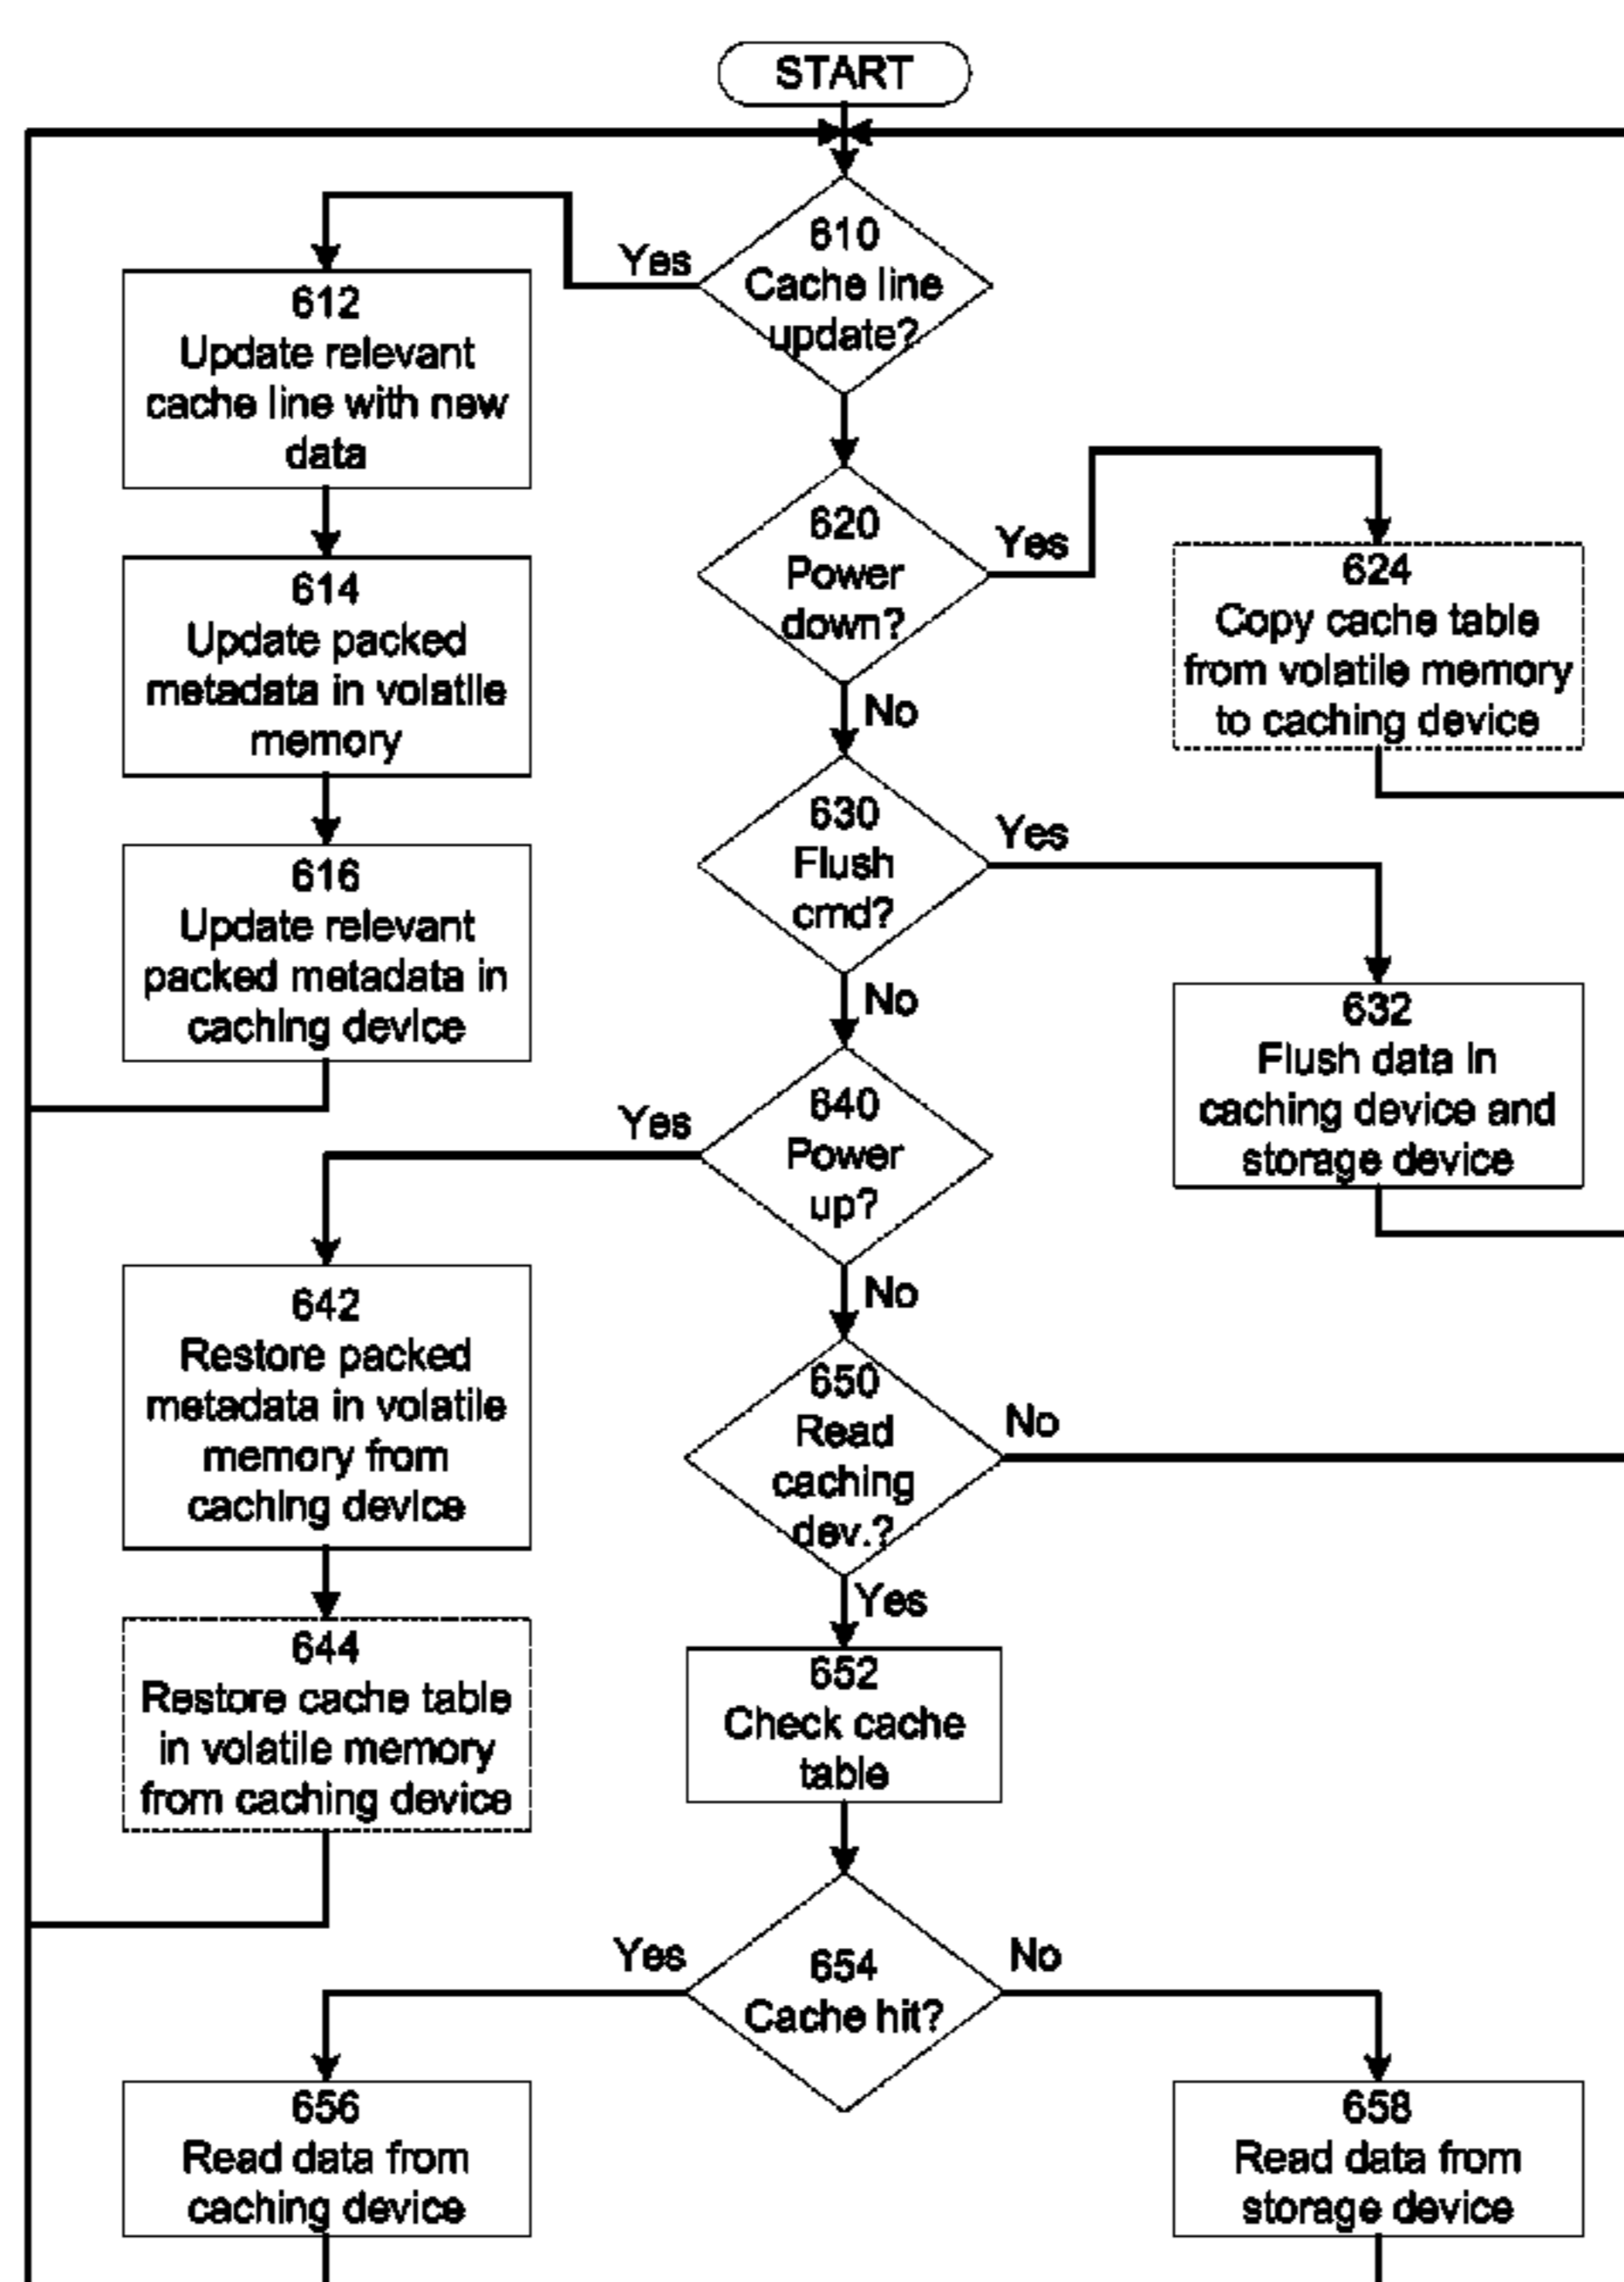 START
Yes
610
Cache line
update?
612
Update relevant
cache line with new
data
620
Power
down?
Yes
624
Copy cache table
from volatile memory
to caching device
614
Update packed
metadata in volatile
memory
No
630
Flush
cmd?
Yes
616
Update relevant
packed metadata in
caching device
No
632
Flush data in
caching device and
storage device
640
Power
up?
Yes
No
642
Restore packed
metadata in volatile
memory from
caching device
650
Read
caching
dev.?
No
Yes
644
Restore cache table
in volatile memory
from caching device
652
Check cache
table
Yes
654
Cache hit?
No
656
Read data from
caching device
658
Read data from
storage device